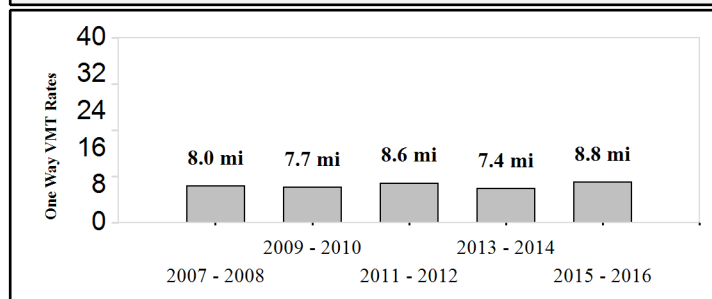 One Way VMT Rates
40
32
24
16
8
0
8.0 mi
7.7 mi
8.6 mi
7.4 mi
8.8 mi
2009 - 2010
2013 - 2014
2007 - 2008
2011 - 2012
2015 - 2016